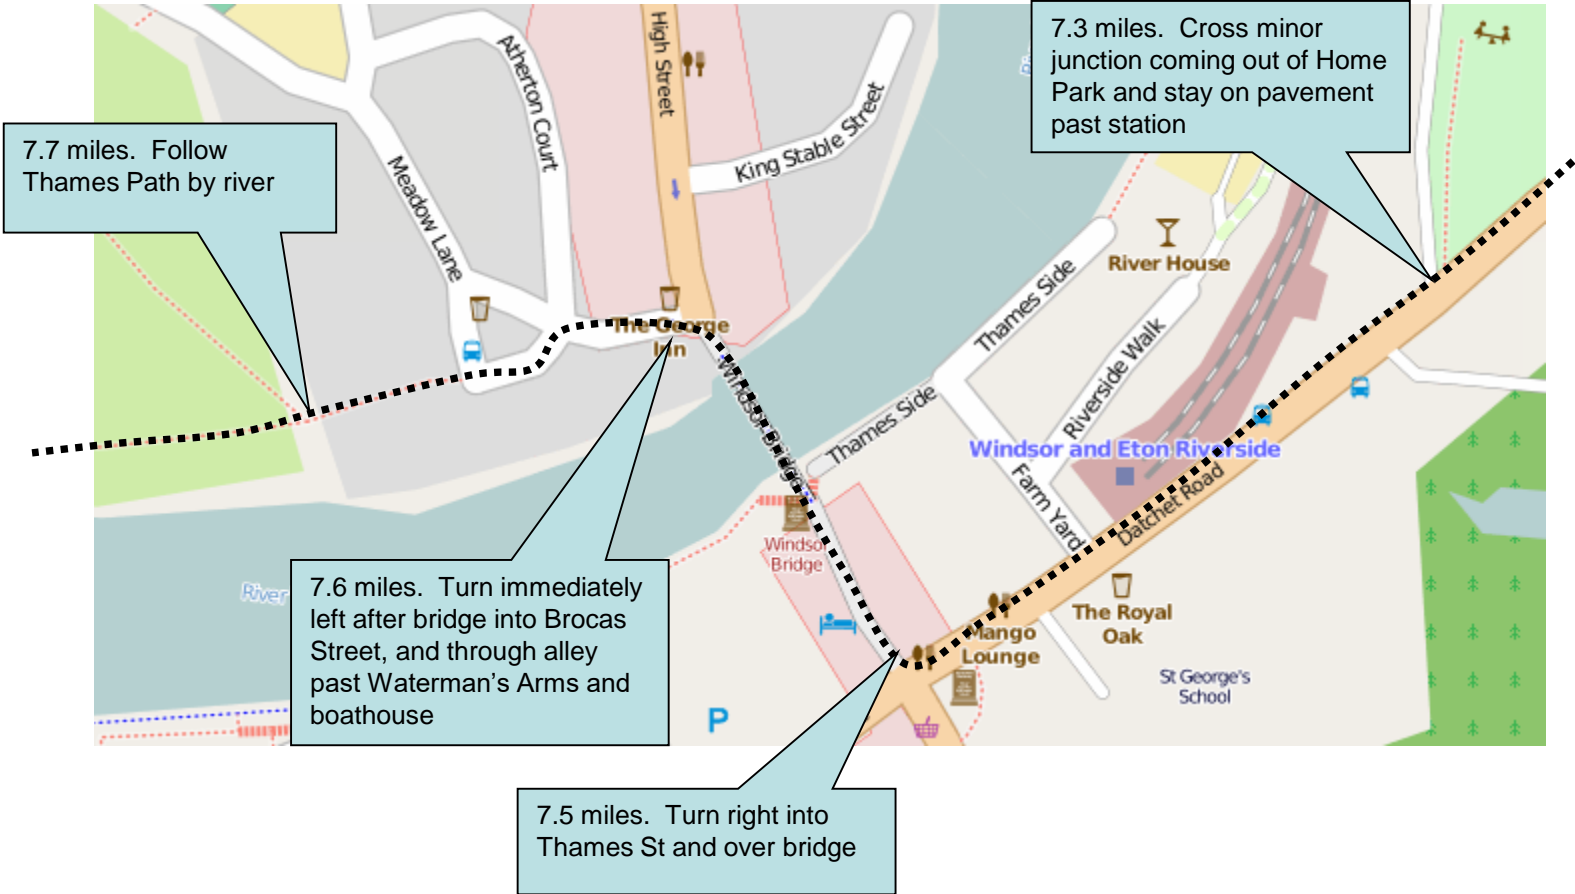 7.3 miles.  Cross minor
junction coming out of Home
Park and stay on pavement
past station
7.7 miles.  Follow
Thames Path by river
High Street
Atherton Court
King Stable Street
Meadow Lane
River House
Thames Side
The George
Inn
Riverside Walk
Windsor Bridge
Thames Side
Windsor and Eton Riverside
Farm Yard
Datchet Road
Windsor
Bridge
River
7.6 miles.  Turn immediately
left after bridge into Brocas
Street, and through alley
past Waterman's Arms and
boathouse
Mango
Lounge
The Royal
Oak
St George's
School
P
7.5 miles.  Turn right into
Thames St and over bridge